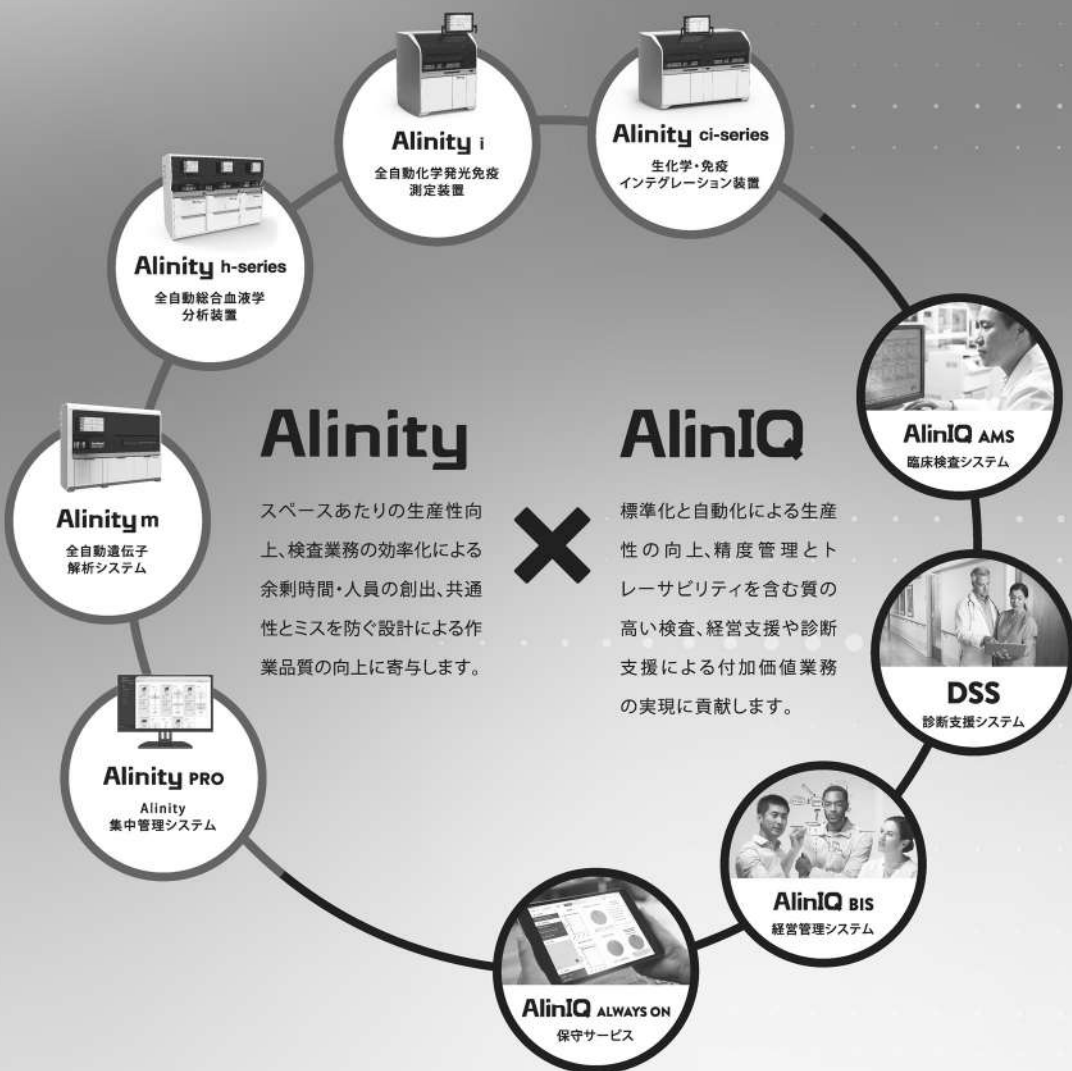 Alinity i
全自動化学発光免疫
測定装置
Alinity ci-series
生化学・免疫
インテグレーション装置
Alinity h-series
全自動総合血液学
分析装置
AlinIQ AMS
臨床検査システム
Alinity m
全自動遺伝子
解析システム
Alinity
スペースあたりの生産性向
上、検査業務の効率化による
余剰時間・人員の創出、共通
性とミスを防ぐ設計による作
業品質の向上に寄与します。
AlinIQ
標準化と自動化による生産
性の向上、精度管理とト
レーサビリティを含む質の
高い検査、経営支援や診断
支援による付加価値業務
の実現に貢献します。
DSS
診断支援システム
Alinity PRO
Alinity
集中管理システム
AlinIQ BIS
経営管理システム
AlinIQ ALWAYS ON
保守サービス